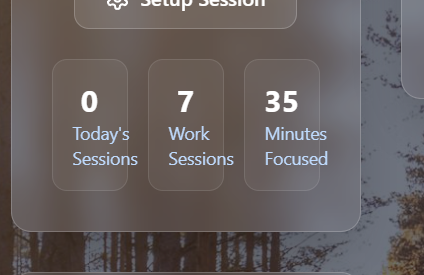 Setup Session
0
Today's
Sessions
7
Work
Sessions
35
Minutes
Focused